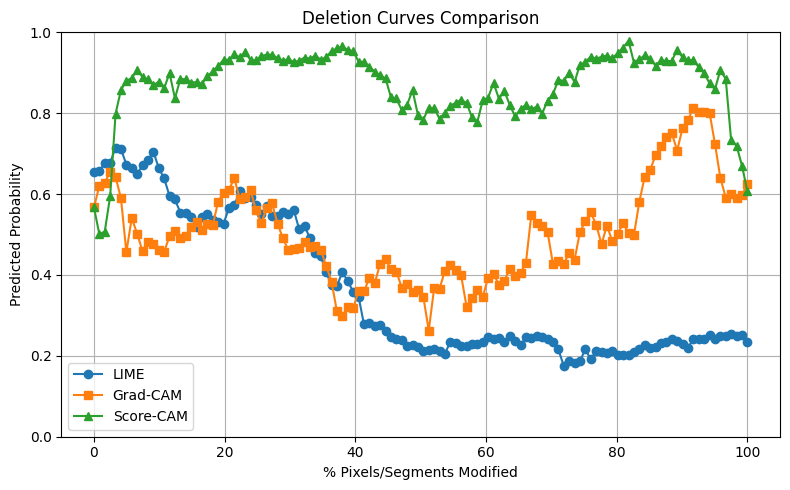 Deletion Curves Comparison
Predicted Probability
1.0
0.8
0.6
0.4
0.2
0.0
LIME
Grad-CAM
Score-CAM
0 20 40 60 80 100
% Pixels/Segments Modified